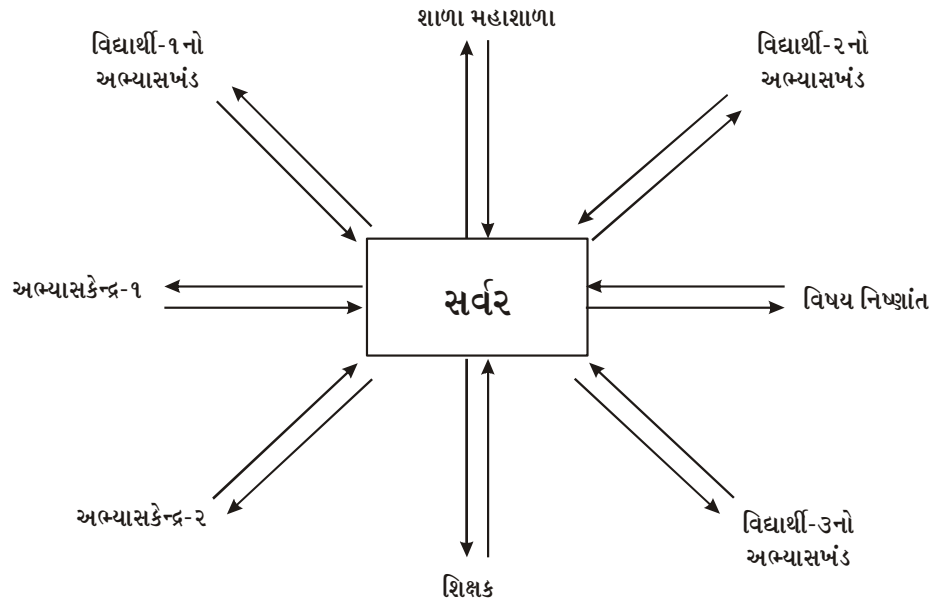 શાળા મહાશાળા
વિદ્યાર્થી-૧નો
અભ્યાસખંડ
વિદ્યાર્થી-૨નો
અભ્યાસખંડ
અભ્યાસકેન્દ્ર-૧
સર્વર
વિષય નિષ્ણાંત
અભ્યાસકેન્દ્ર-૨
વિદ્યાર્થી-૩નો
અભ્યાસખંડ
શિક્ષક